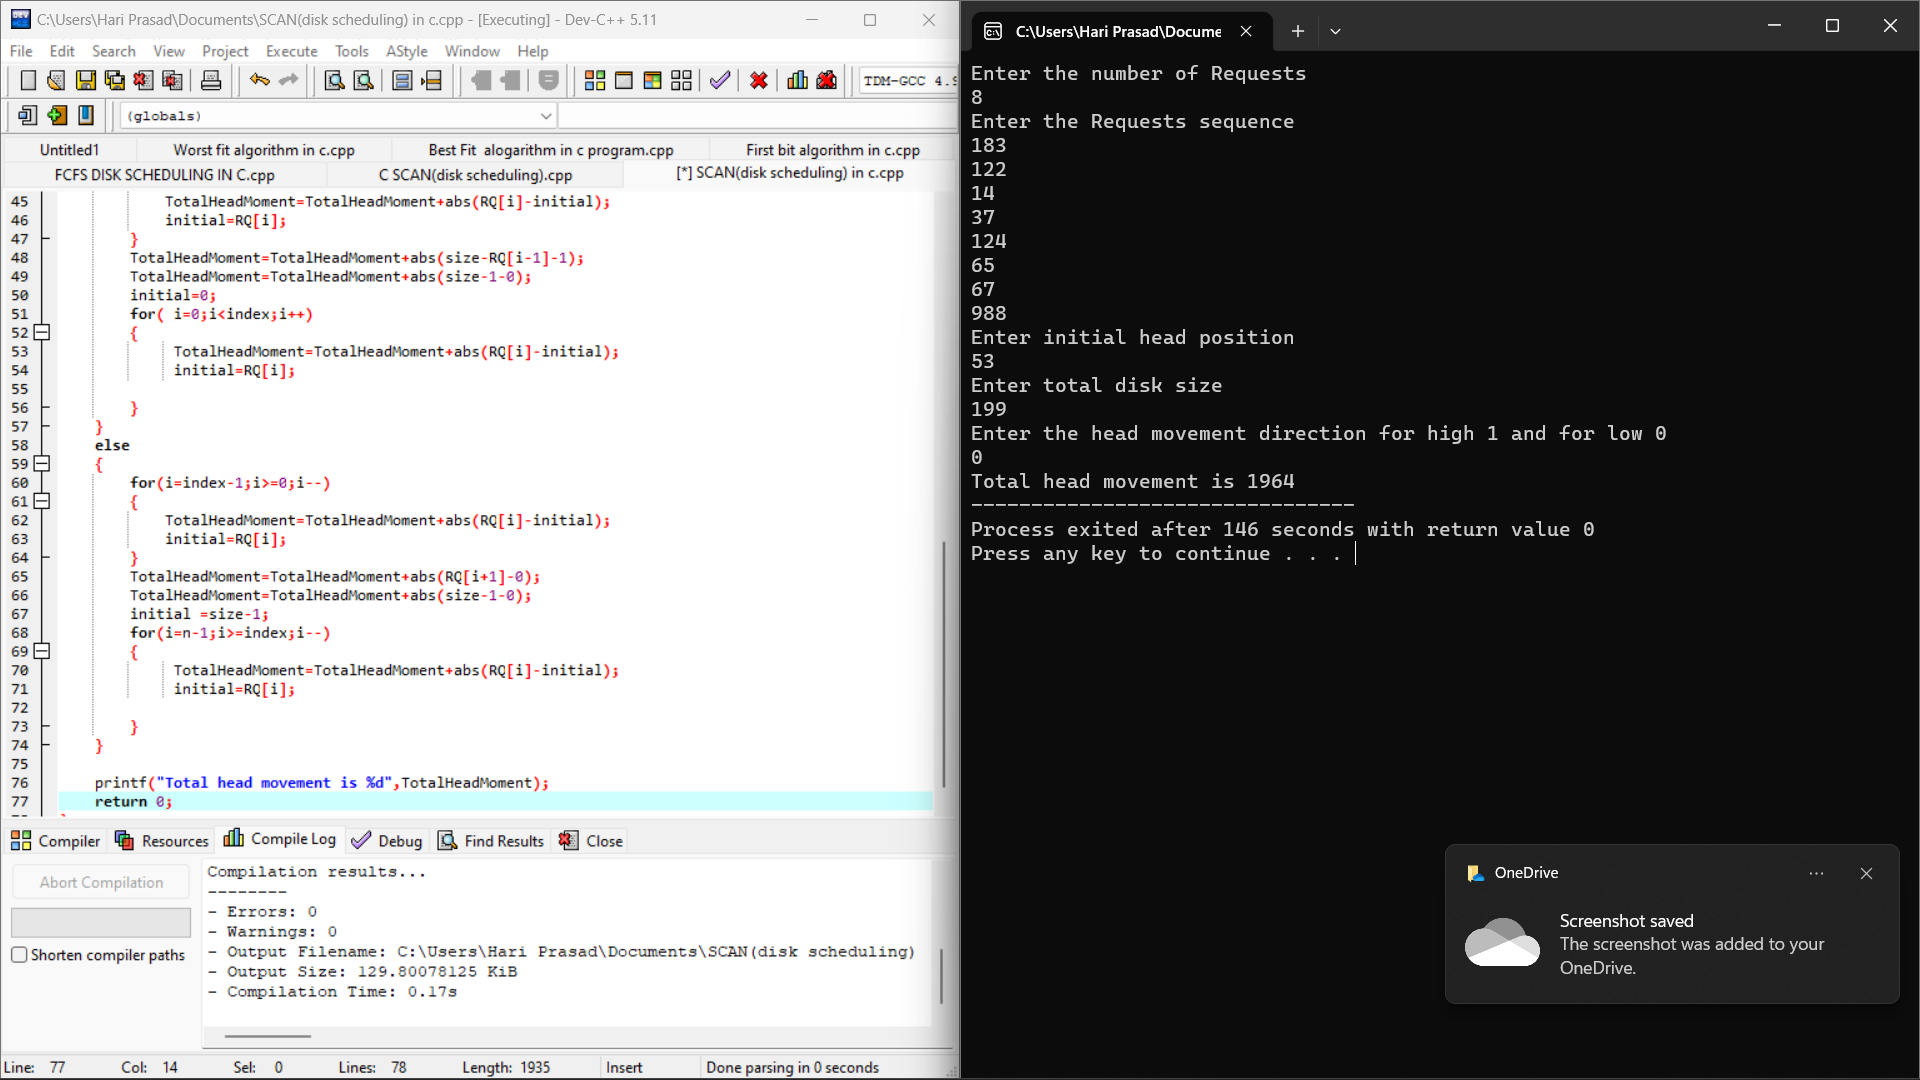 C:\Users\Hari Prasad\Documents\SCAN(disk scheduling) in c.cpp - [Executing] - Dev-C++ 5.11
File Edit Search View Project Execute Tools AStyle Window Help
TDM-GCC 4.9
(globals)
Untitled1 Worst fit algorithm in c.cpp Best Fit alogarithm in c program.cpp First bit algorithm in c.cpp
FCFS DISK SCHEDULING IN C.cpp C SCAN(disk scheduling).cpp [*] SCAN(disk scheduling) in c.cpp
45 TotalHeadMoment=TotalHeadMoment+abs(RQ[i]-initial);
46 initial=RQ[i];
47 }
48 TotalHeadMoment=TotalHeadMoment+abs(size-RQ[i-1]-1);
49 TotalHeadMoment=TotalHeadMoment+abs(size-1-0);
50 initial=0;
51 for( i=0;i<index;i++)
52 {
53 TotalHeadMoment=TotalHeadMoment+abs(RQ[i]-initial);
54 initial=RQ[i];
55
56 }
57 }
58 else
59 {
60 for(i=index-1;i>=0;i--)
61 {
62 TotalHeadMoment=TotalHeadMoment+abs(RQ[i]-initial);
63 initial=RQ[i];
64 }
65 TotalHeadMoment=TotalHeadMoment+abs(RQ[i+1]-0);
66 TotalHeadMoment=TotalHeadMoment+abs(size-1-0);
67 initial =size-1;
68 for(i=n-1;i>=index;i--)
69 {
70 TotalHeadMoment=TotalHeadMoment+abs(RQ[i]-initial);
71 initial=RQ[i];
72
73 }
74 }
75
76 printf("Total head movement is %d",TotalHeadMoment);
77 return 0;
Compiler Resources Compile Log Debug Find Results Close
Abort Compilation
Shorten compiler paths
Compilation results...
--------
- Errors: 0
- Warnings: 0
- Output Filename: C:\Users\Hari Prasad\Documents\SCAN(disk scheduling)
- Output Size: 129.80078125 KiB
- Compilation Time: 0.17s
Line: 77 Col: 14 Sel: 0 Lines: 78 Length: 1935 Insert Done parsing in 0 seconds
C:\Users\Hari Prasad\Docume
Enter the number of Requests
8
Enter the Requests sequence
183
122
14
37
124
65
67
988
Enter initial head position
53
Enter total disk size
199
Enter the head movement direction for high 1 and for low 0
0
Total head movement is 1964
--------------------------------
Process exited after 146 seconds with return value 0
Press any key to continue . . .
OneDrive
Screenshot saved
The screenshot was added to your
OneDrive.